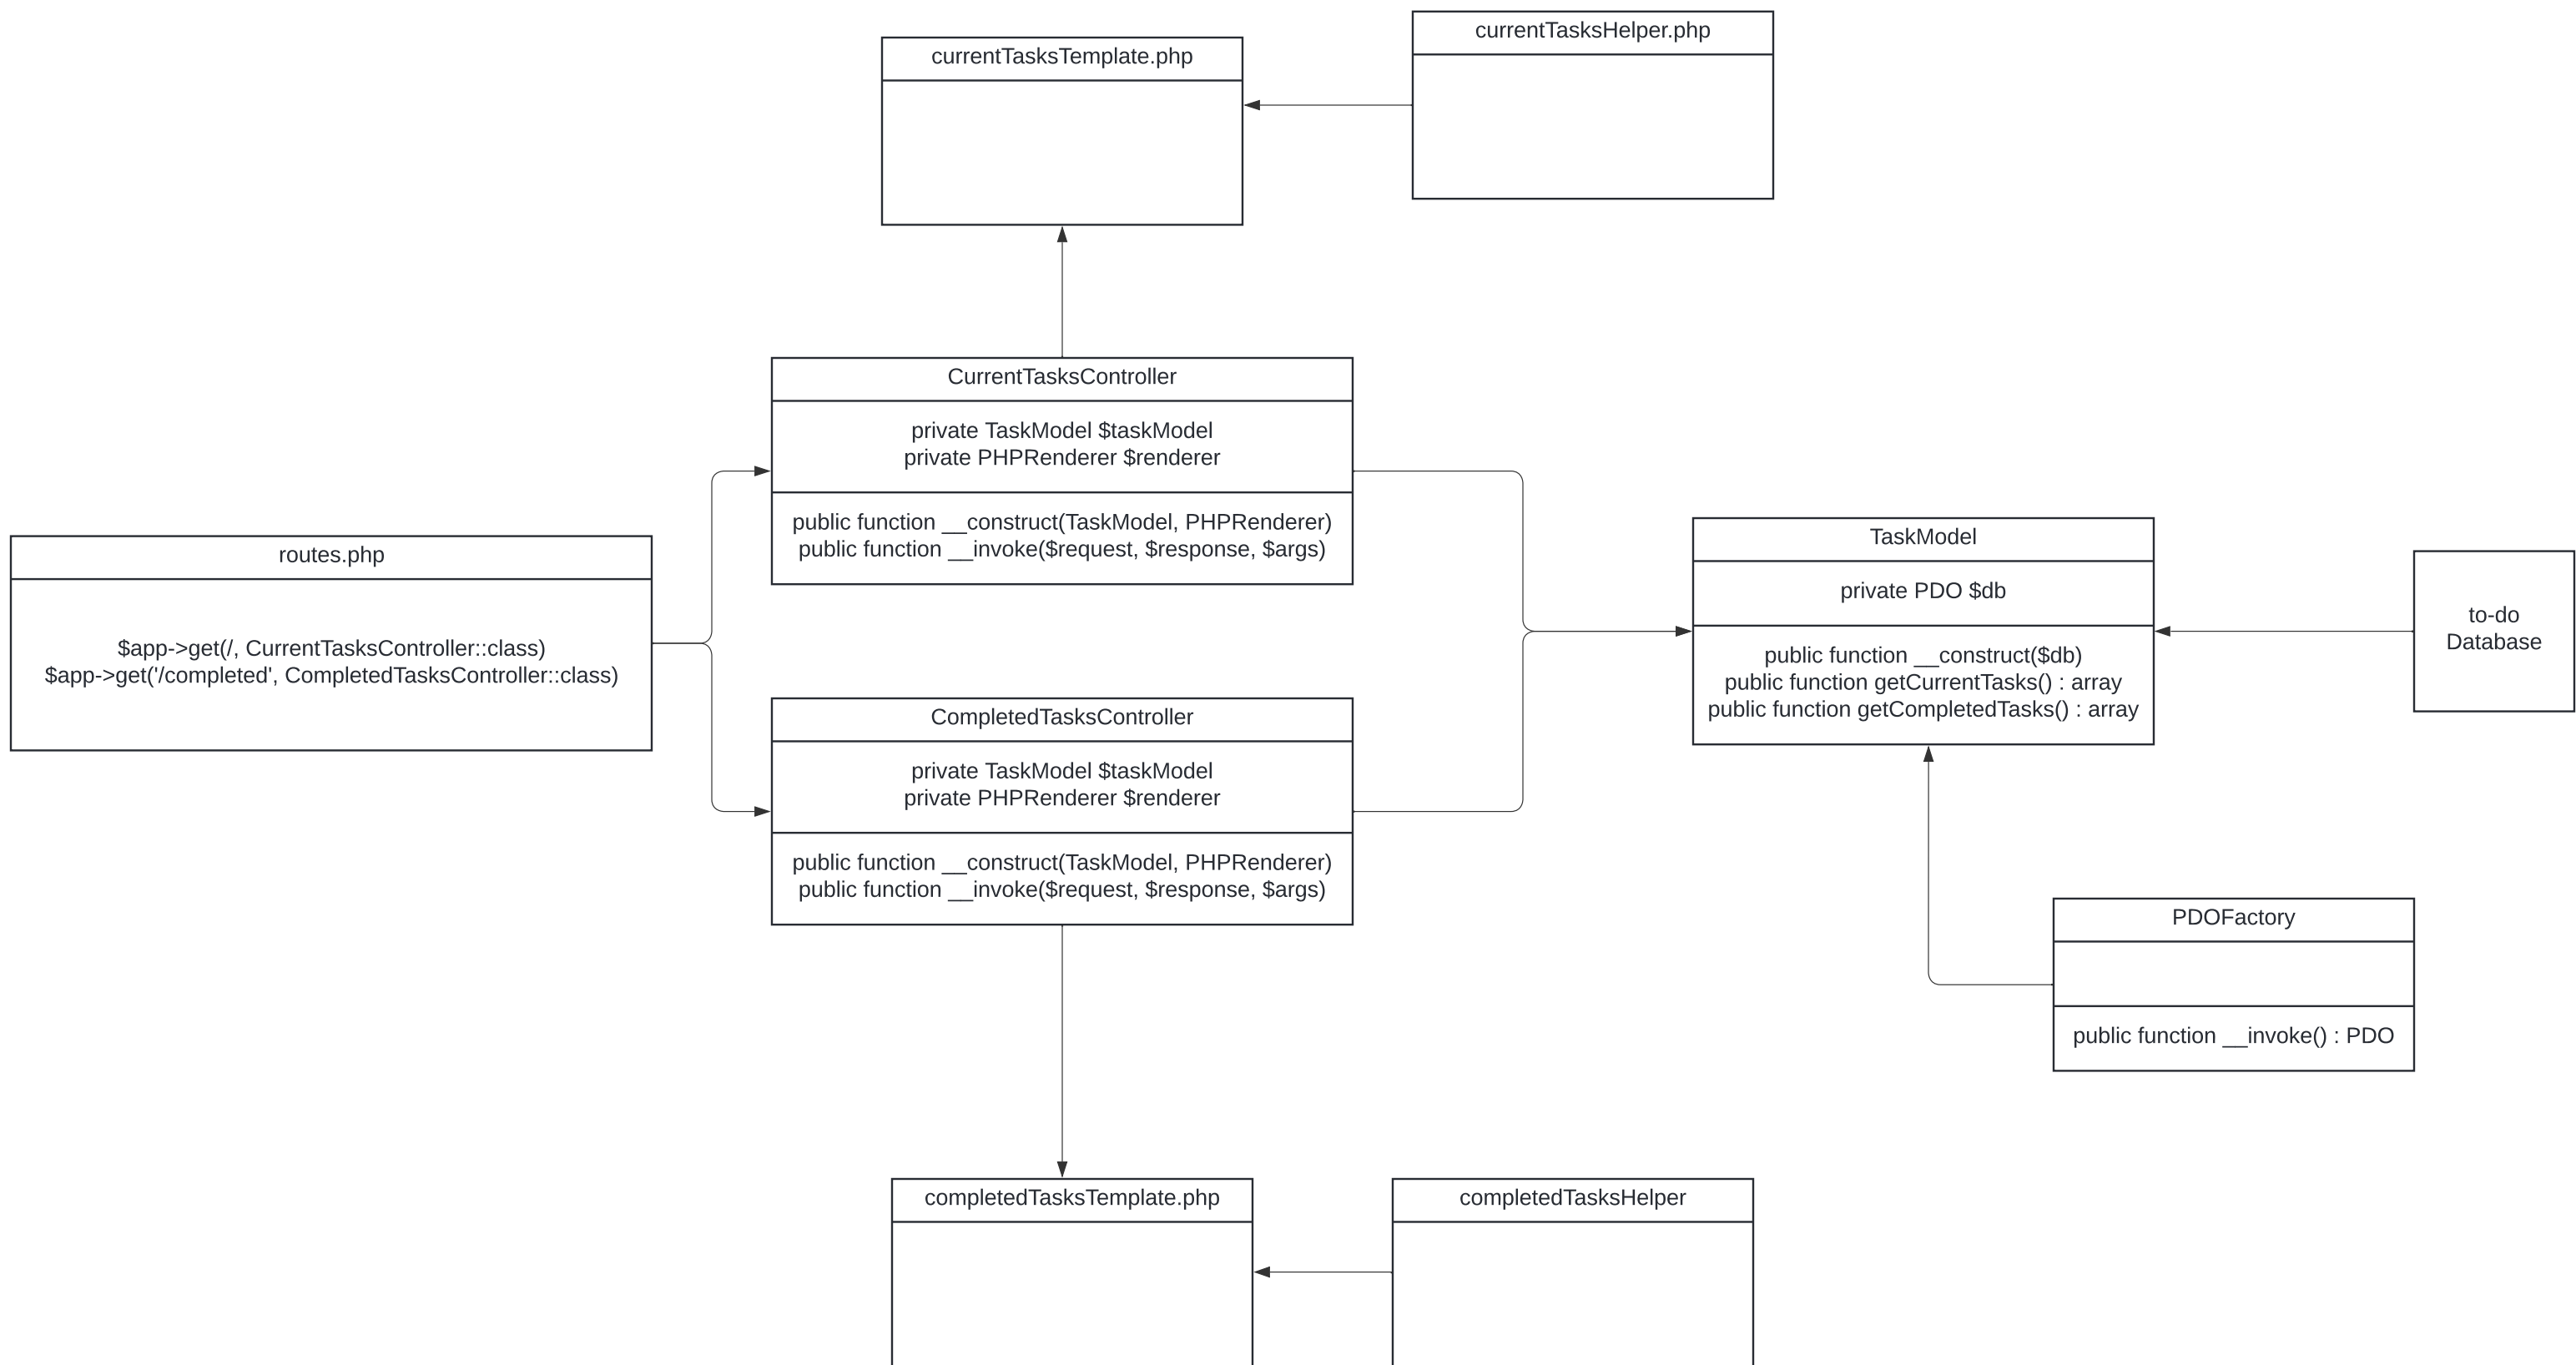 currentTasksHelper.php
currentTasksTemplate.php
CurrentTasksController
private TaskModel $taskModel
private PHPRenderer $renderer
public function __construct(TaskModel, PHPRenderer)
public function __invoke($request, $response, $args)
routes.php
$app->get(/, CurrentTasksController::class)
$app->get('/completed', CompletedTasksController::class)
TaskModel
private PDO $db
public function __construct($db)
public function getCurrentTasks() : array
public function getCompletedTasks() : array
to-do
Database
CompletedTasksController
private TaskModel $taskModel
private PHPRenderer $renderer
public function __construct(TaskModel, PHPRenderer)
public function __invoke($request, $response, $args)
PDOFactory
public function __invoke() : PDO
completedTasksTemplate.php
completedTasksHelper